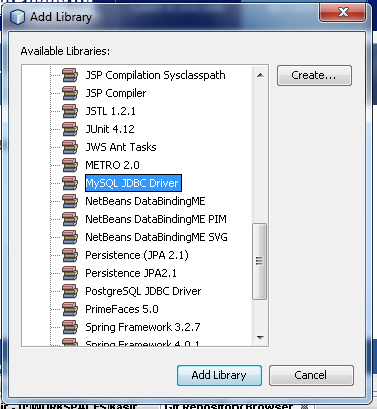 Add Library
Available Libraries:
JSP Compilation Sysclasspath
Create...
JSP Compiler
JSTL 1.2.1
JUnit 4.12
JWS Ant Tasks
METRO 2.0
MySQL JDBC Driver
NetBeans DataBindingME
NetBeans DataBindingME PIM
NetBeans DataBindingME SVG
Persistence (JPA 2.1)
Persistence JPA2.1
PostgreSQL JDBC Driver
PrimeFaces 5.0
Spring Framework 3.2.7
Spring Framework 4.0.1
Add Library
Cancel
Git Repository Browser